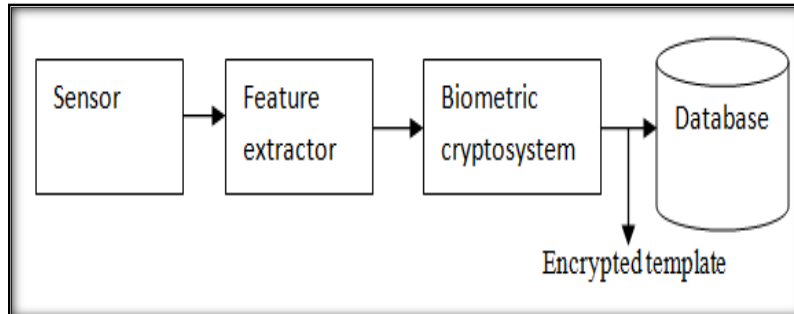 Sensor
Feature
extractor
Biometric
cryptosystem
Database
Encrypted template